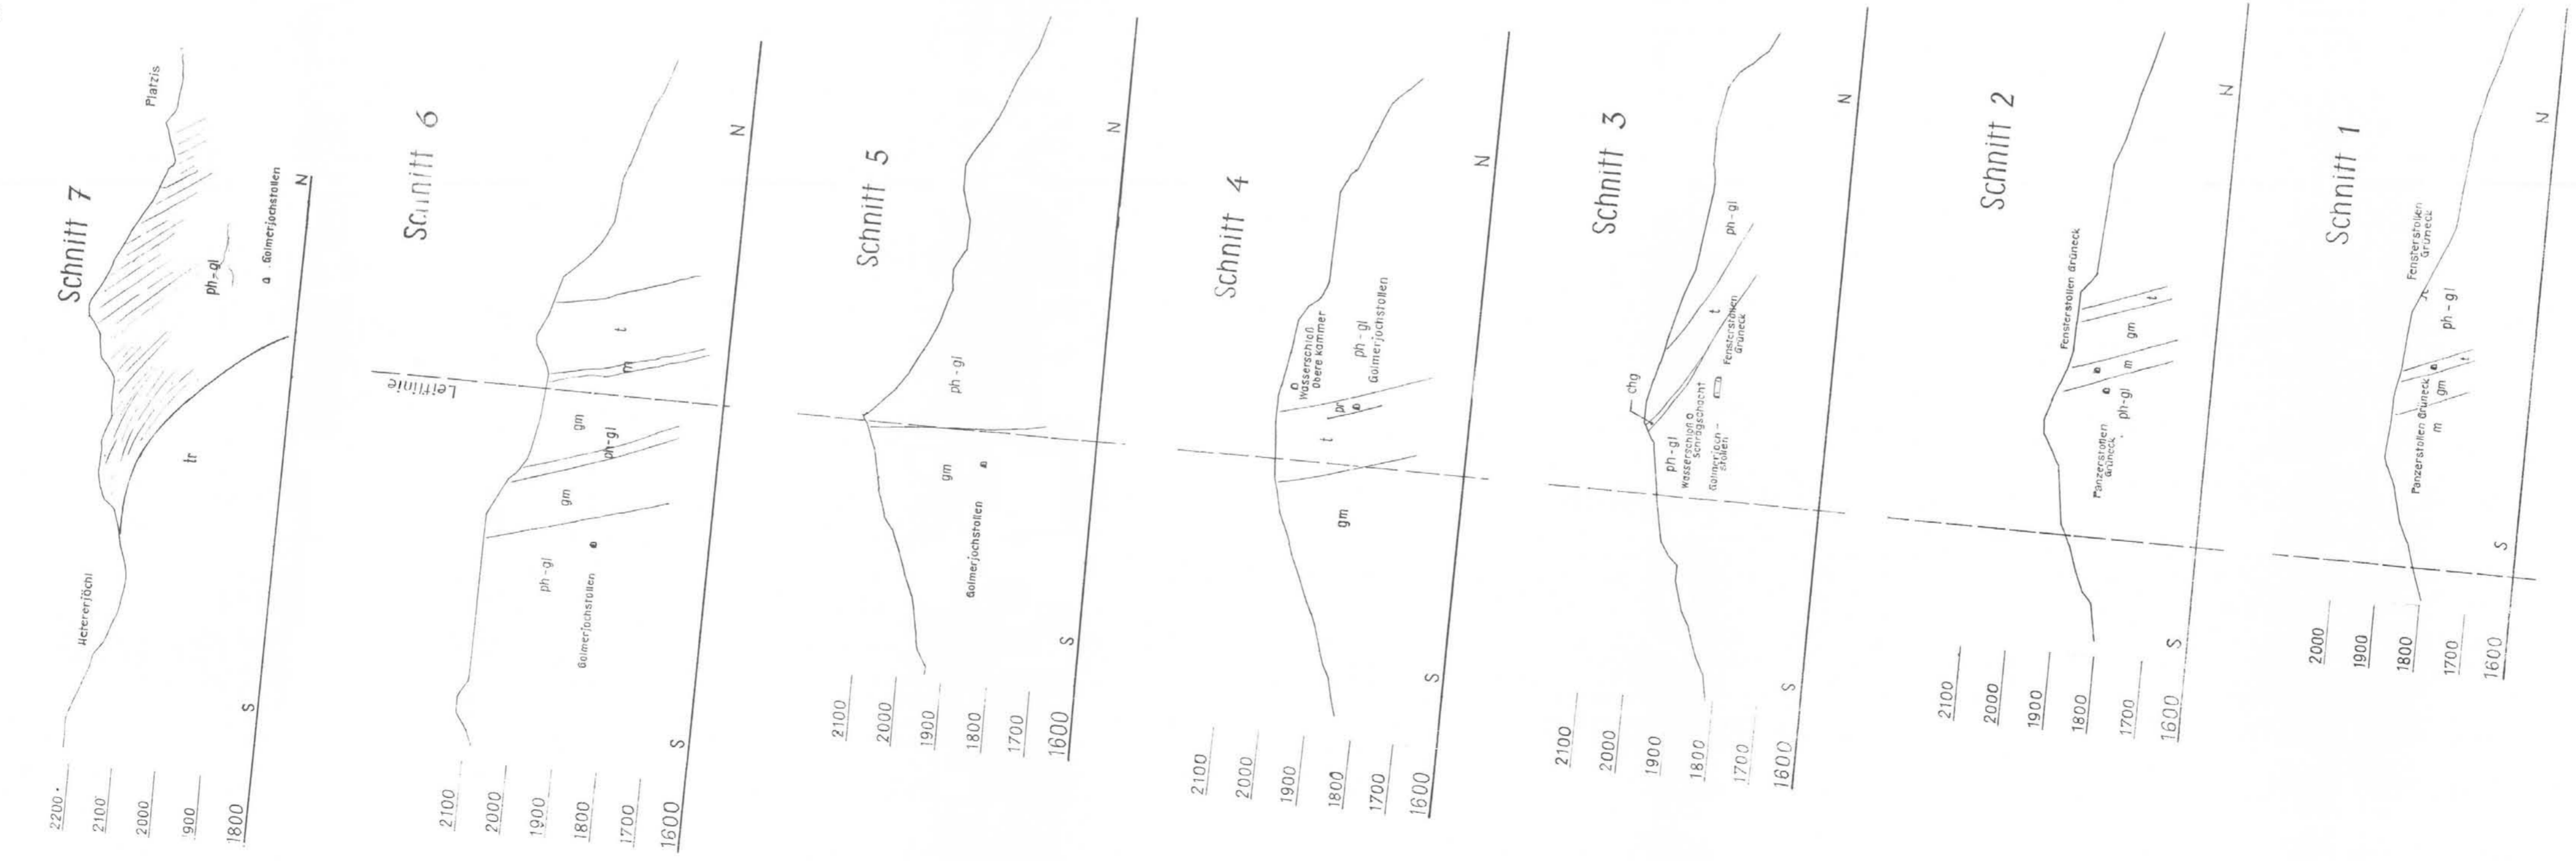 Schnitt 7
Platzis
Hetererjöchl
ph-gl
Golmerjochstollen
tr
N
S
2200
2100
2000
1900
1800
Schnitt 6
Leitlinie
t
m
gm
ph-gl
gm
ph-gl
Golmerjochstollen
N
S
2100
2000
1900
1800
1700
1600
Schnitt 5
ph-gl
gm
Golmerjochstollen
N
S
2100
2000
1900
1800
1700
1600
Schnitt 4
Wasserschloß
Obere Kammer
ph-gl
Golmerjochstollen
pr
t
gm
N
S
2100
2000
1900
1800
1700
1600
Schnitt 3
chg
ph-gl
t
Fensterstollen
Grüneck
ph-gl
Wasserschloß
Schrägschacht
Golmerjoch-
stollen
N
S
2100
2000
1900
1800
1700
1600
Schnitt 2
Fensterstollen Grüneck
t
gm
m
ph-gl
Panzerstollen
Grüneck
N
S
2100
2000
1900
1800
1700
1600
Schnitt 1
Fensterstollen
Grüneck
ph-gl
t
gm
m
Panzerstollen Grüneck
N
S
2000
1900
1800
1700
1600